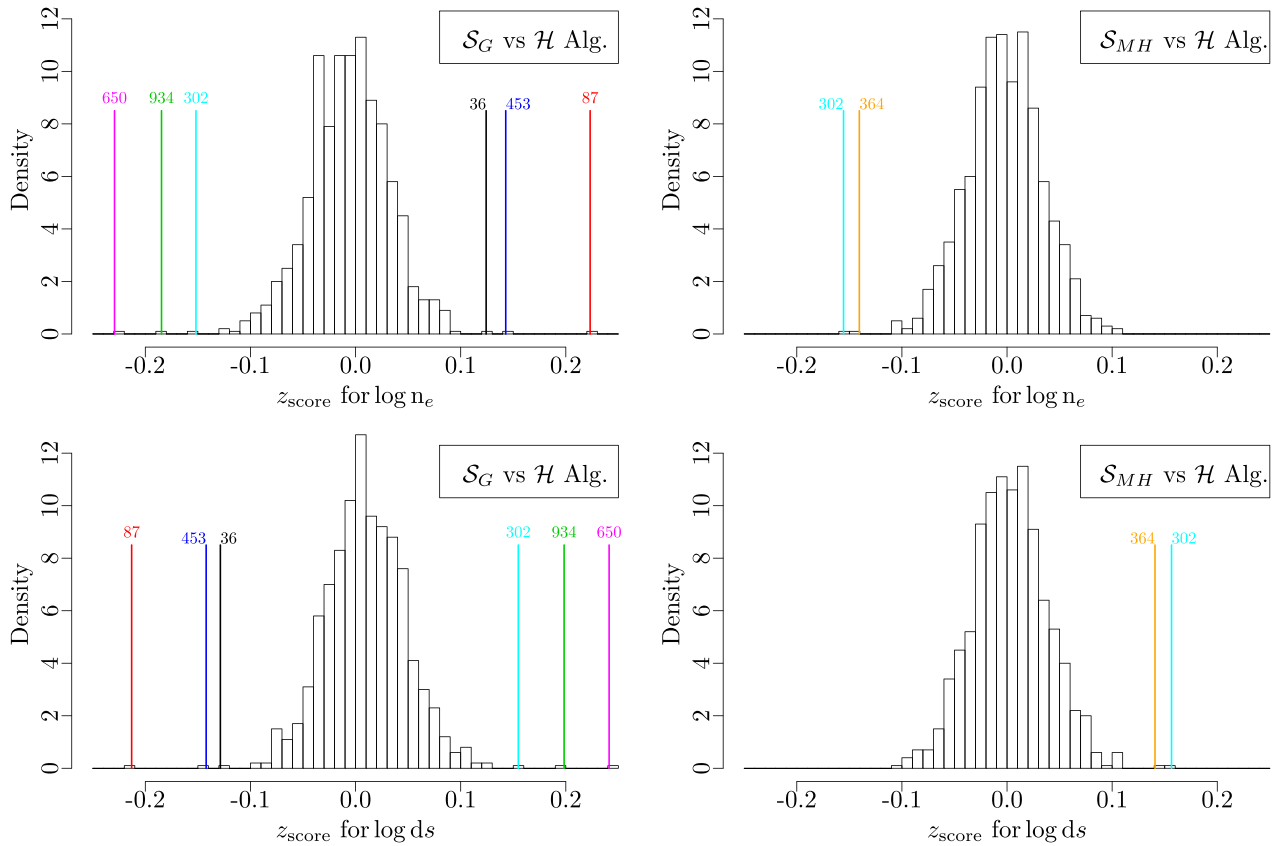 𝒮_G vs ℋ Alg.
Density
0 2 4 6 8 10 12
650 934 302 36 453 87
-0.2 -0.1 0.0 0.1 0.2
z_score for log n_e
𝒮_MH vs ℋ Alg.
Density
0 2 4 6 8 10 12
302 364
-0.2 -0.1 0.0 0.1 0.2
z_score for log n_e
𝒮_G vs ℋ Alg.
Density
0 2 4 6 8 10 12
87 453 36 302 934 650
-0.2 -0.1 0.0 0.1 0.2
z_score for log ds
𝒮_MH vs ℋ Alg.
Density
0 2 4 6 8 10 12
364 302
-0.2 -0.1 0.0 0.1 0.2
z_score for log ds